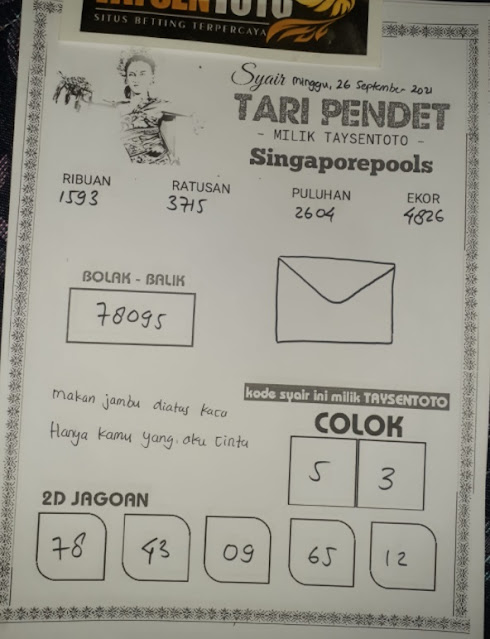 TAYSENTOTO
SITUS BETTING TERPERCAYA
Syair Minggu, 26 September 2021
TARI PENDET
- MILIK TAYSENTOTO -
Singaporepools
RIBUAN RATUSAN PULUHAN EKOR
1593 3715 2604 4826
BOLAK - BALIK
78095
makan jambu diatas kaca
Hanya kamu yang aku cinta
kode syair ini milik TAYSENTOTO
COLOK
5 3
2D JAGOAN
78 43 09 65 12